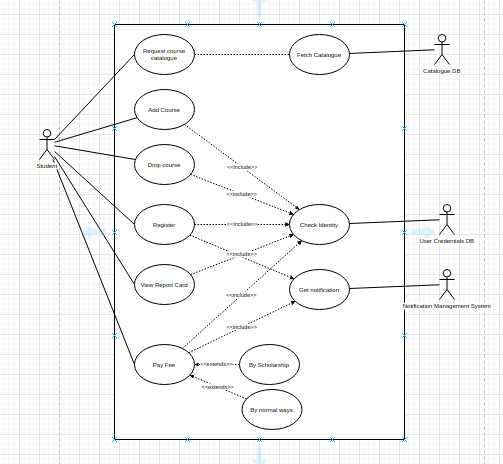 Request course
catalogue
Fetch Catalogue
Catalogue DB
Add Course
Student
Drop course
<<include>>
<<include>>
Register
<<include>>
Check Identity
User Credentials DB
<<include>>
View Report Card
Get notification
<<include>>
Notification Management System
<<include>>
Pay Fee
<<extends>>
By Scholarship
<<extends>>
By normal ways